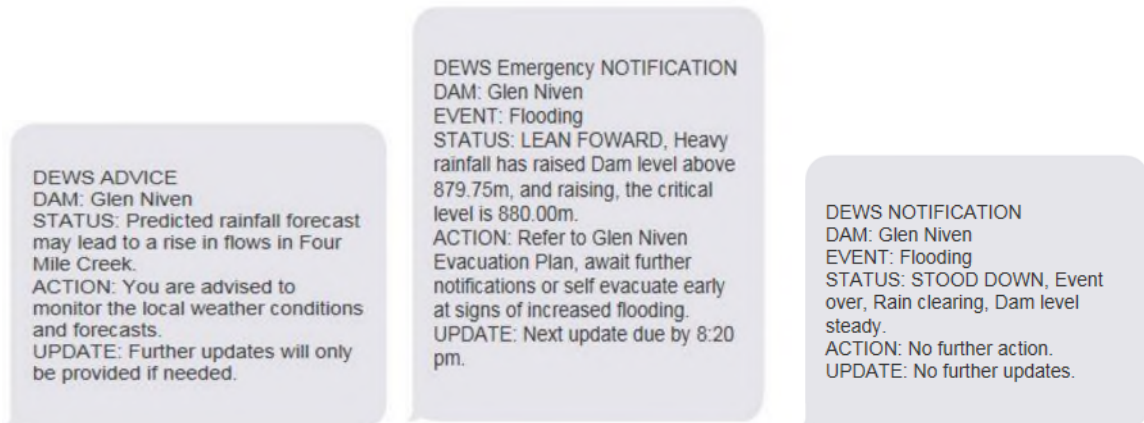 DEWS ADVICE
DAM: Glen Niven
STATUS: Predicted rainfall forecast
may lead to a rise in flows in Four
Mile Creek.
ACTION: You are advised to
monitor the local weather conditions
and forecasts.
UPDATE: Further updates will only
be provided if needed.
DEWS Emergency NOTIFICATION
DAM: Glen Niven
EVENT: Flooding
STATUS: LEAN FOWARD, Heavy
rainfall has raised Dam level above
879.75m, and raising, the critical
level is 880.00m.
ACTION: Refer to Glen Niven
Evacuation Plan, await further
notifications or self evacuate early
at signs of increased flooding.
UPDATE: Next update due by 8:20
pm.
DEWS NOTIFICATION
DAM: Glen Niven
EVENT: Flooding
STATUS: STOOD DOWN, Event
over, Rain clearing, Dam level
steady.
ACTION: No further action.
UPDATE: No further updates.